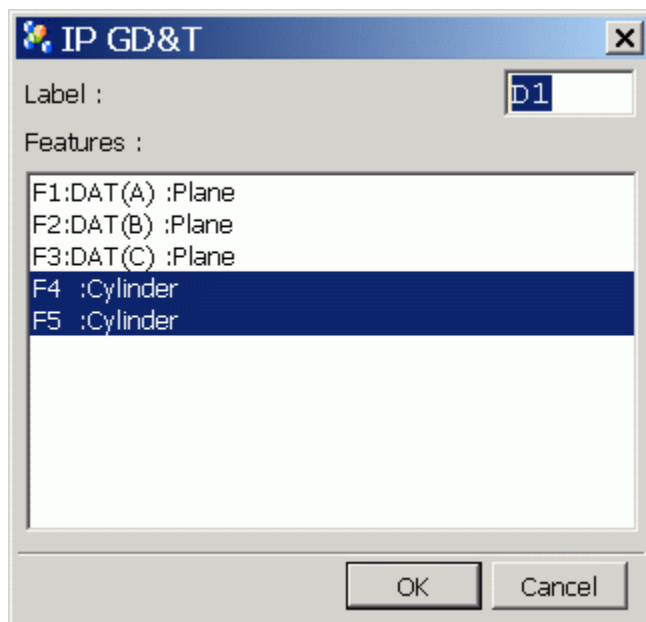 IP GD&T
Label : D1
Features :
F1:DAT(A) :Plane
F2:DAT(B) :Plane
F3:DAT(C) :Plane
F4  :Cylinder
F5  :Cylinder
OK Cancel